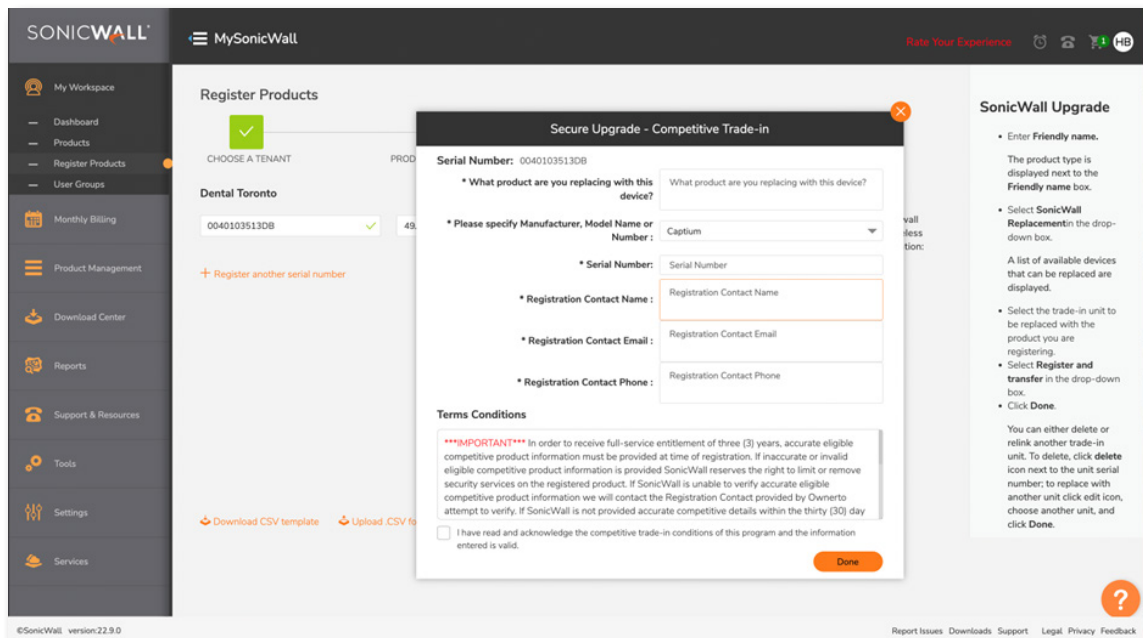 SONICWALL
MySonicWall
Rate Your Experience
1
HB
My Workspace
Dashboard
Products
Register Products
User Groups
Monthly Billing
Product Management
Download Center
Reports
Support & Resources
Tools
Settings
Services
Register Products
CHOOSE A TENANT
PROD
Dental Toronto
0040103513DB
49.
+ Register another serial number
Download CSV template
Upload .CSV fo
wall
eless
tion:
Secure Upgrade - Competitive Trade-in
Serial Number: 0040103513DB
* What product are you replacing with this
device?
What product are you replacing with this device?
* Please specify Manufacturer, Model Name or
Number :
Captium
* Serial Number:
Serial Number
* Registration Contact Name :
Registration Contact Name
* Registration Contact Email :
Registration Contact Email
* Registration Contact Phone :
Registration Contact Phone
Terms Conditions
***IMPORTANT*** In order to receive full-service entitlement of three (3) years, accurate eligible
competitive product information must be provided at time of registration. If inaccurate or invalid
eligible competitive product information is provided SonicWall reserves the right to limit or remove
security services on the registered product. If SonicWall is unable to verify accurate eligible
competitive product information we will contact the Registration Contact provided by Ownerto
attempt to verify. If SonicWall is not provided accurate competitive details within the thirty (30) day
I have read and acknowledge the competitive trade-in conditions of this program and the information
entered is valid.
Done
SonicWall Upgrade
• Enter Friendly name.
The product type is
displayed next to the
Friendly name box.
• Select SonicWall
Replacementin the drop-
down box.
A list of available devices
that can be replaced are
displayed.
• Select the trade-in unit to
be replaced with the
product you are
registering.
• Select Register and
transfer in the drop-down
box.
• Click Done.
You can either delete or
relink another trade-in
unit. To delete, click delete
icon next to the unit serial
number; to replace with
another unit click edit icon,
choose another unit, and
click Done.
?
©SonicWall version:22.9.0
Report Issues Downloads Support Legal Privacy Feedback